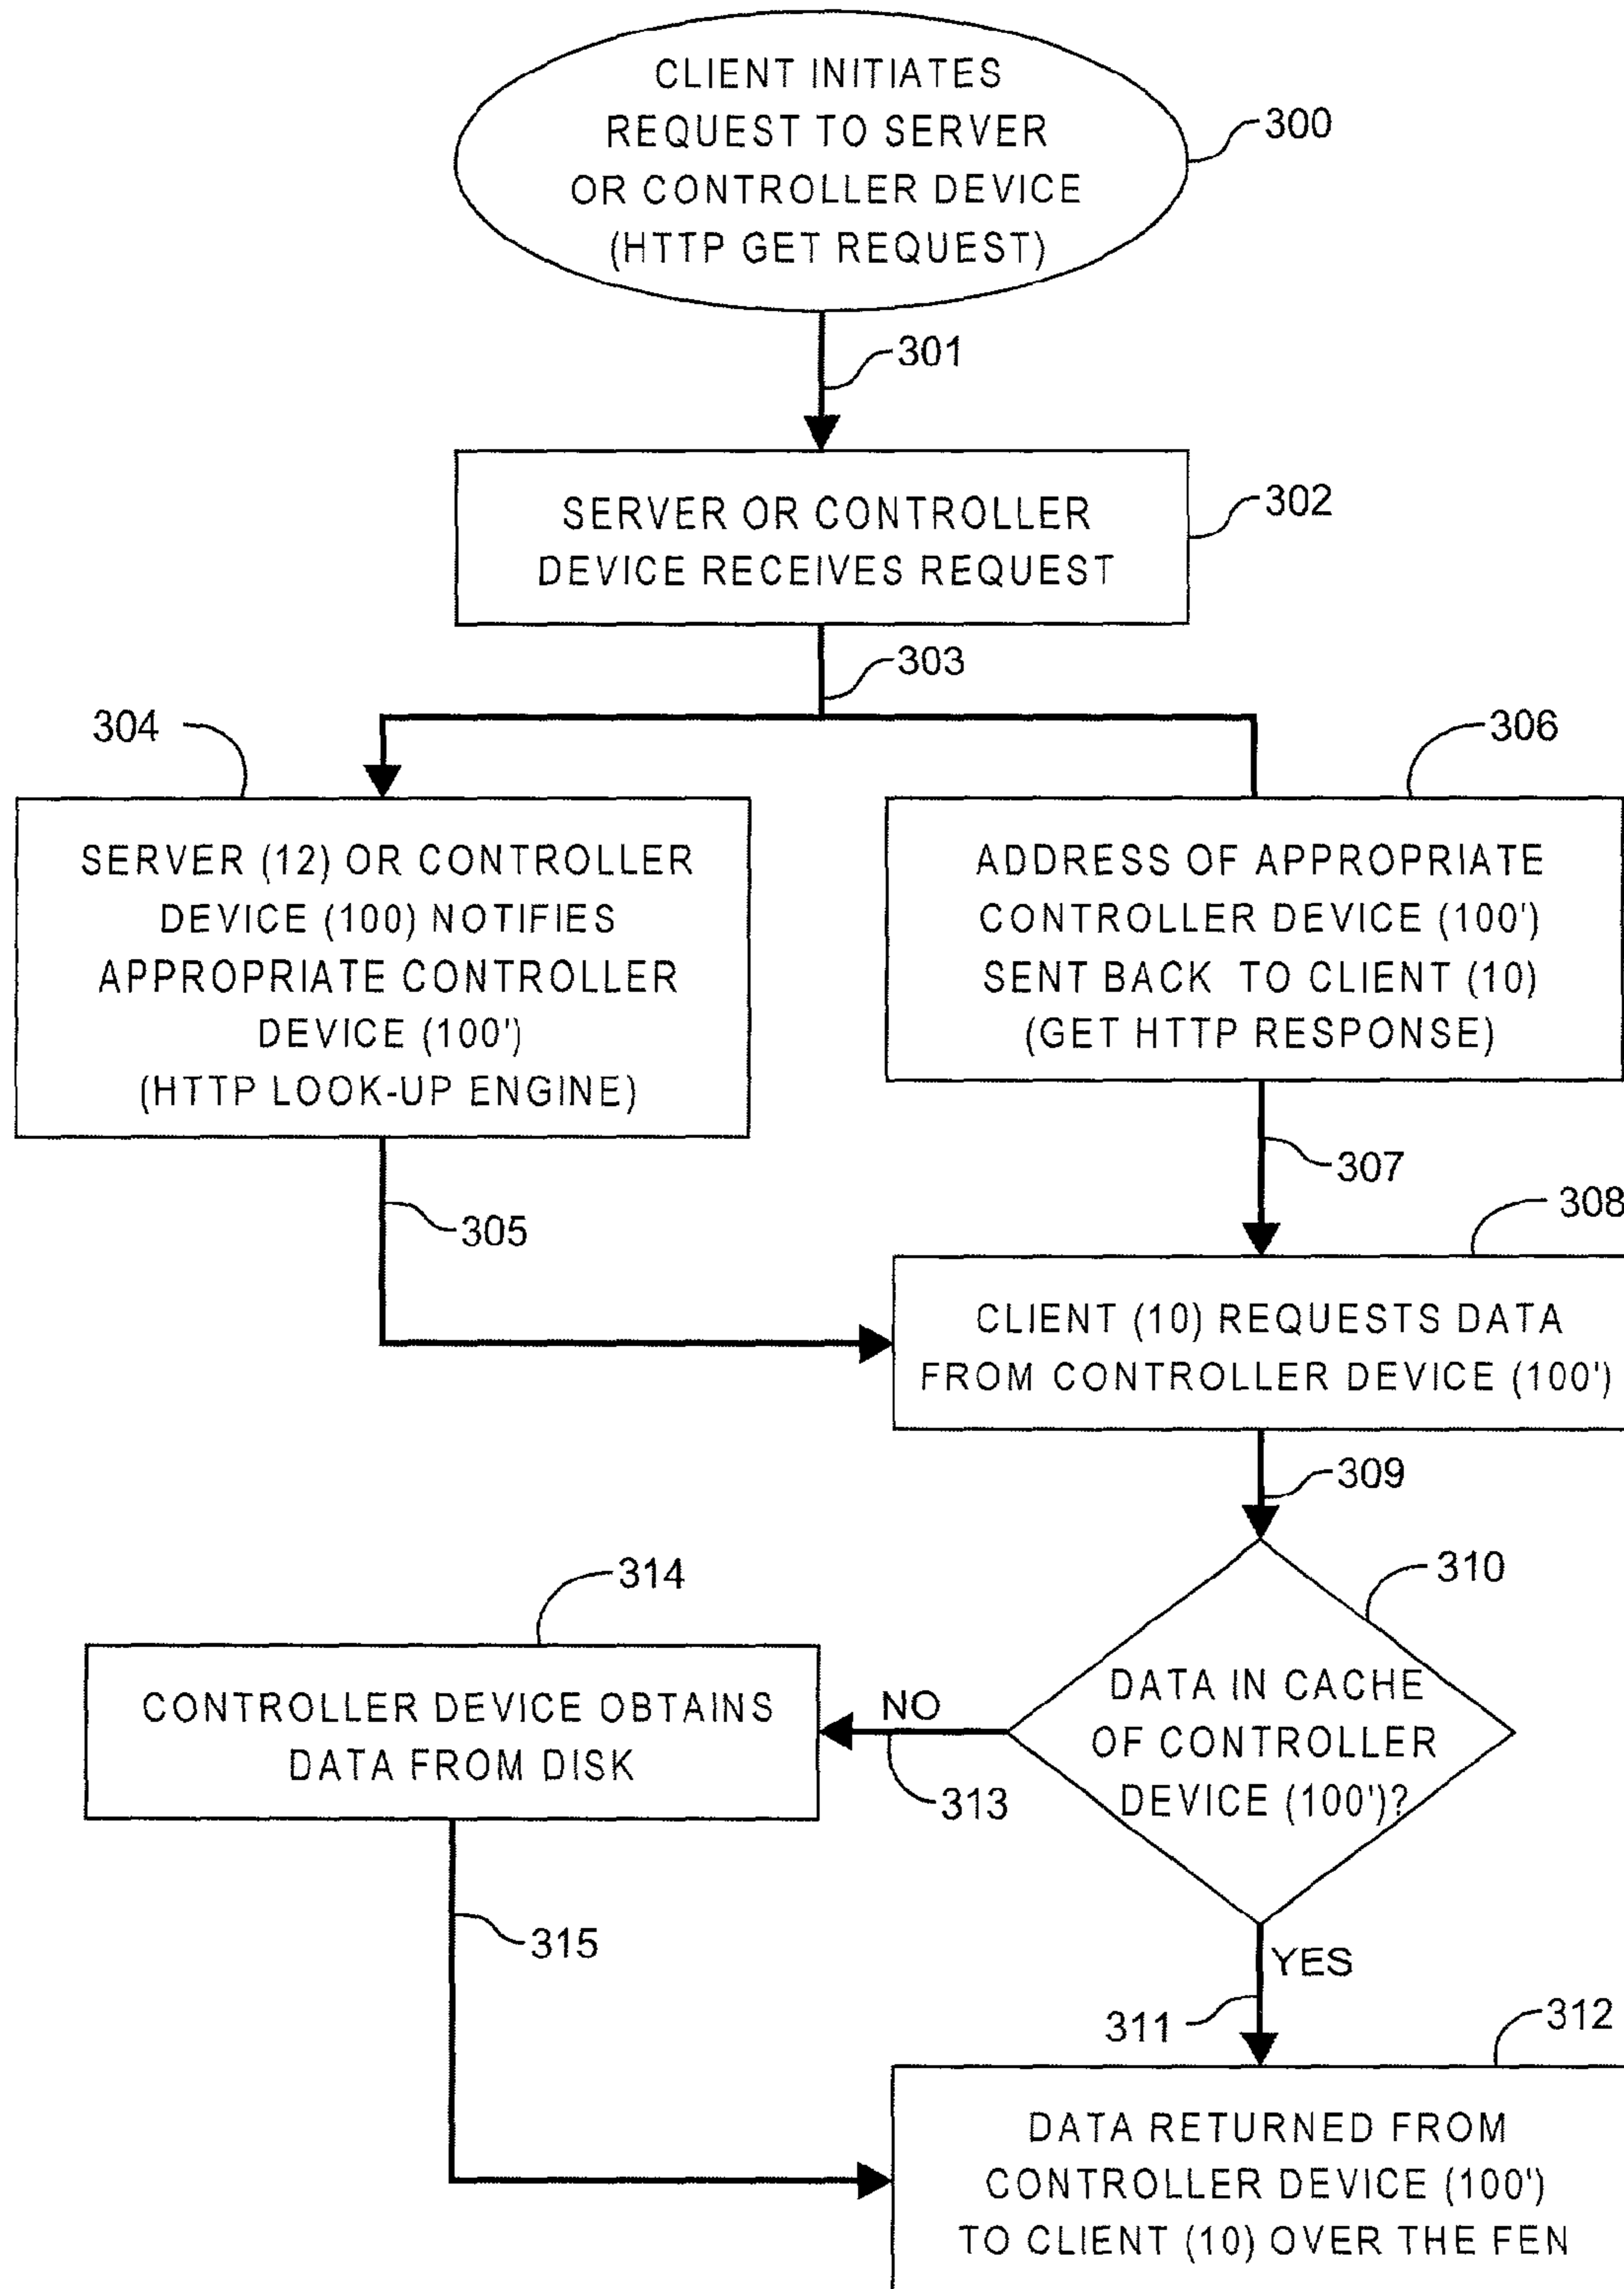 CLIENT INITIATES
REQUEST TO SERVER
OR CONTROLLER DEVICE
(HTTP GET REQUEST)
300
301
SERVER OR CONTROLLER
DEVICE RECEIVES REQUEST
302
303
304
SERVER (12) OR CONTROLLER
DEVICE (100) NOTIFIES
APPROPRIATE CONTROLLER
DEVICE (100')
(HTTP LOOK-UP ENGINE)
306
ADDRESS OF APPROPRIATE
CONTROLLER DEVICE (100')
SENT BACK TO CLIENT (10)
(GET HTTP RESPONSE)
305
307
308
CLIENT (10) REQUESTS DATA
FROM CONTROLLER DEVICE (100')
309
310
DATA IN CACHE
OF CONTROLLER
DEVICE (100')?
NO
313
314
CONTROLLER DEVICE OBTAINS
DATA FROM DISK
315
YES
311
312
DATA RETURNED FROM
CONTROLLER DEVICE (100')
TO CLIENT (10) OVER THE FEN